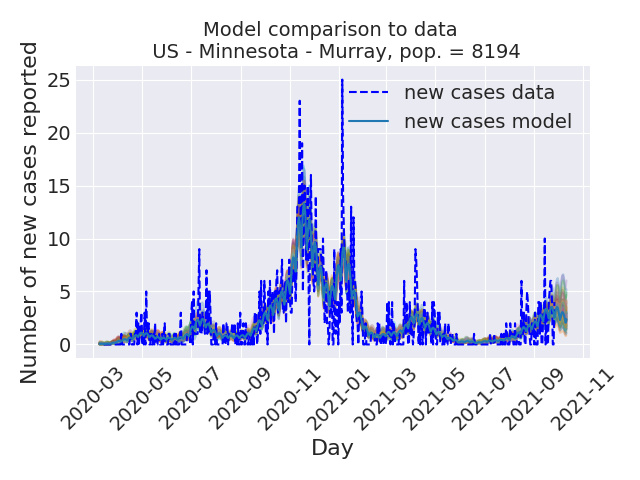 Model comparison to data
US - Minnesota - Murray, pop. = 8194
Number of new cases reported
25
20
15
10
5
0
new cases data
new cases model
2020-03
2020-05
2020-07
2020-09
2020-11
2021-01
2021-03
2021-05
2021-07
2021-09
2021-11
Day